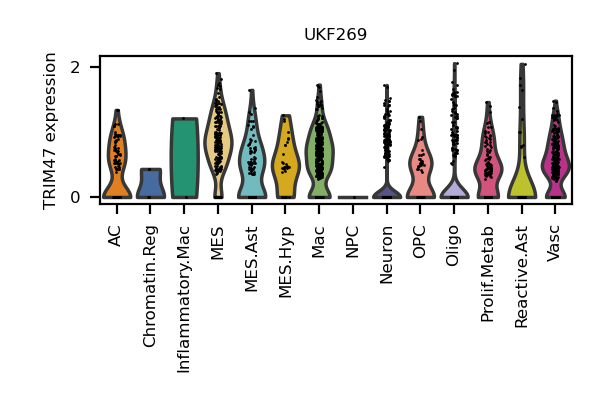 UKF269
TRIM47 expression
2
0
AC
Chromatin.Reg
Inflammatory.Mac
MES
MES.Ast
MES.Hyp
Mac
NPC
Neuron
OPC
Oligo
Prolif.Metab
Reactive.Ast
Vasc